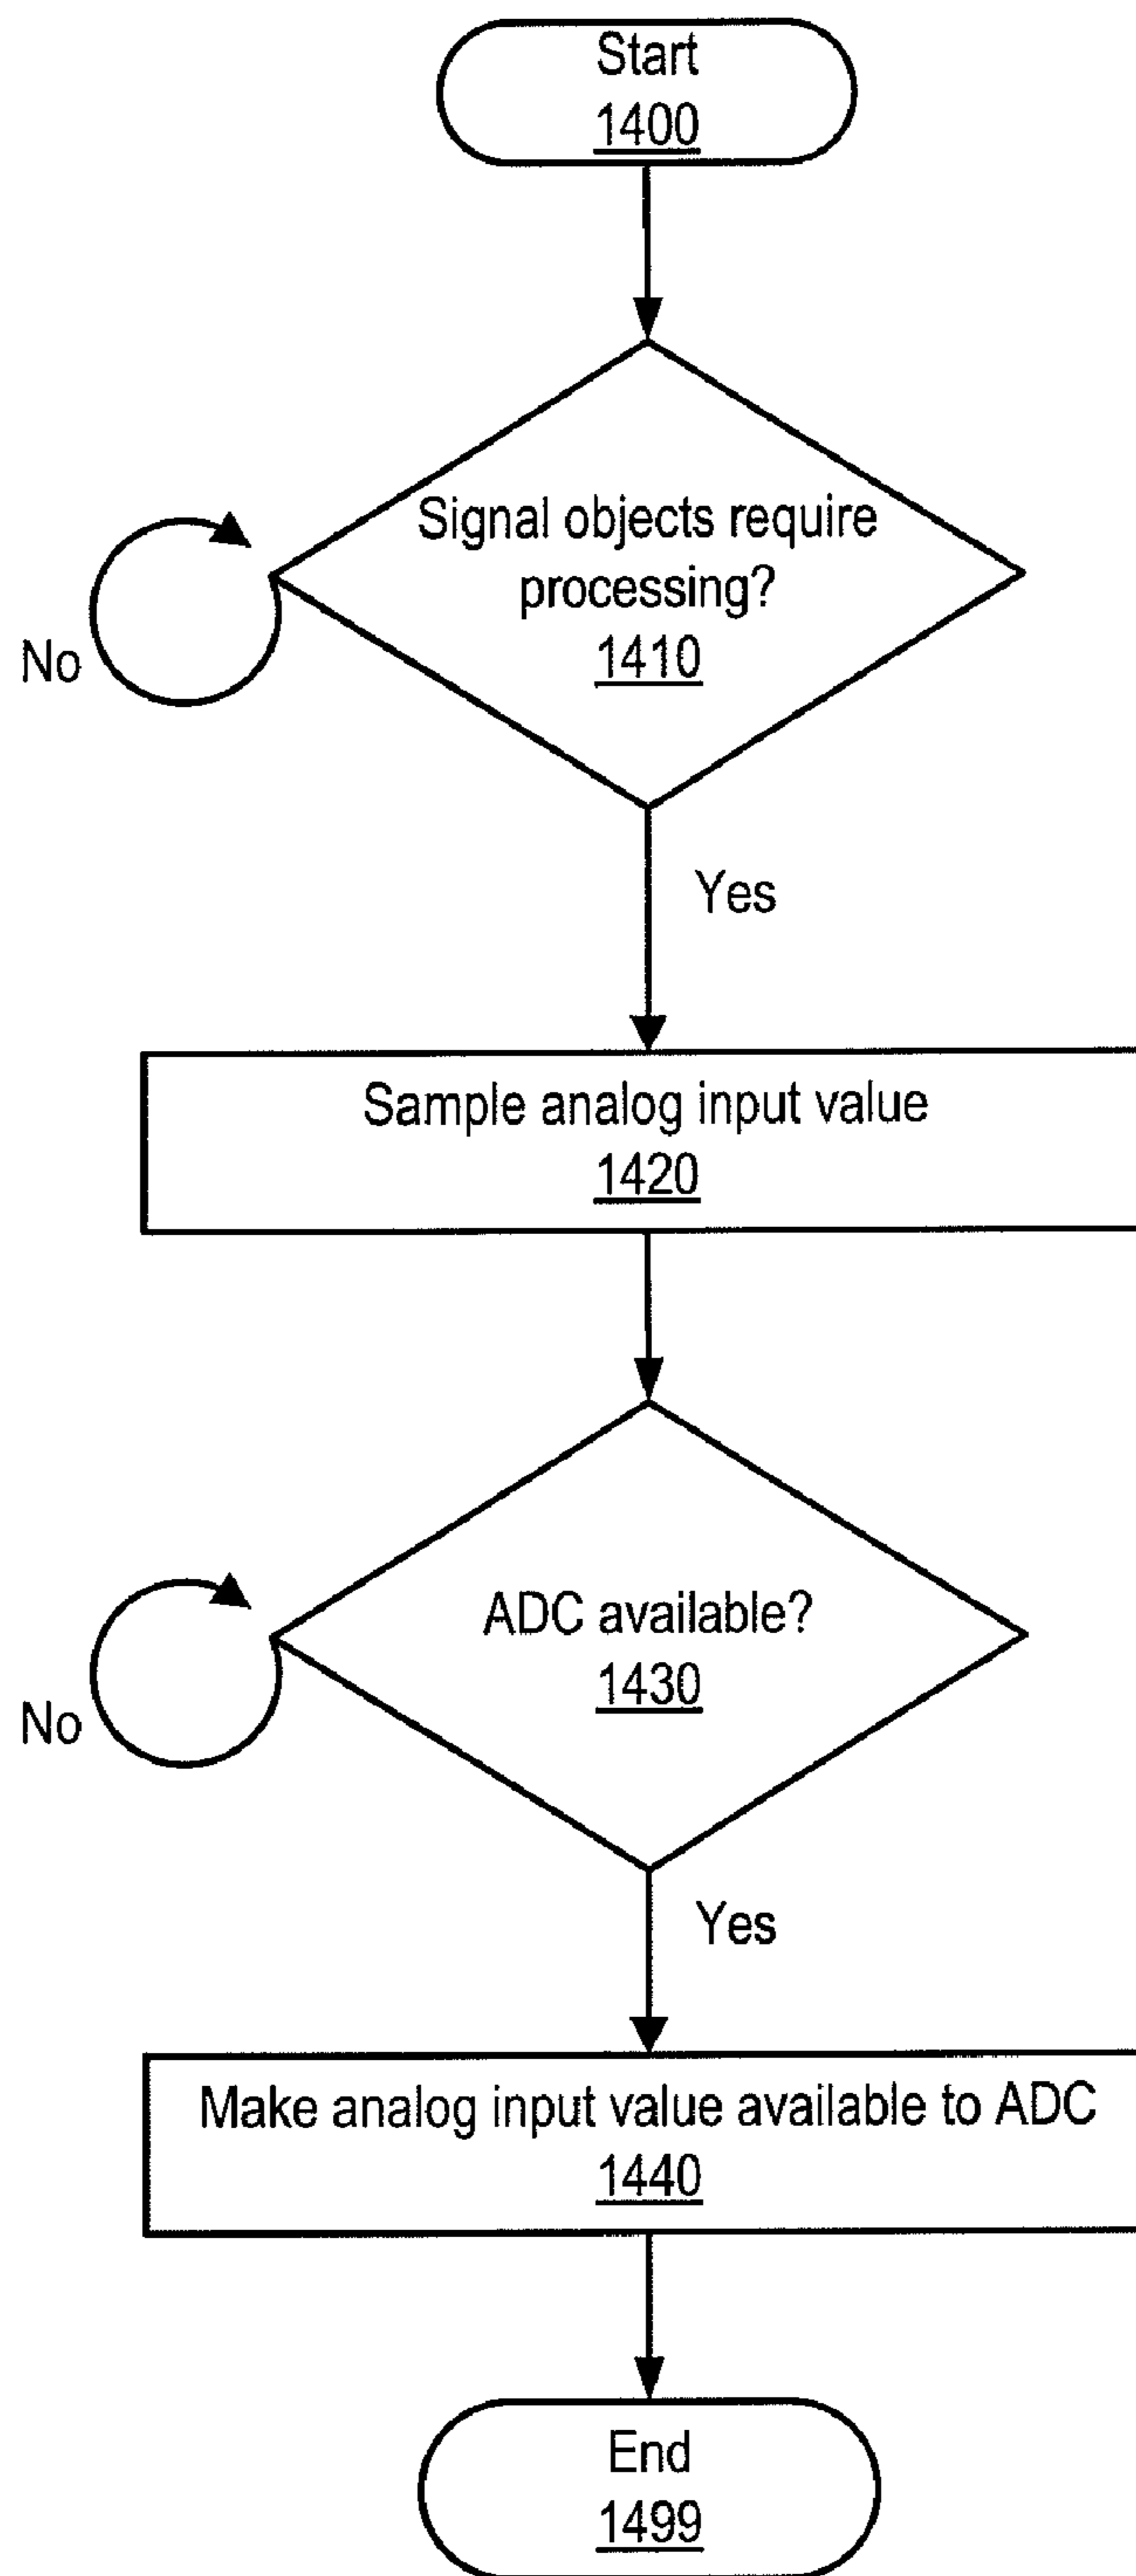 Start
1400
Signal objects require
processing?
1410
No
Yes
Sample analog input value
1420
ADC available?
1430
No
Yes
Make analog input value available to ADC
1440
End
1499